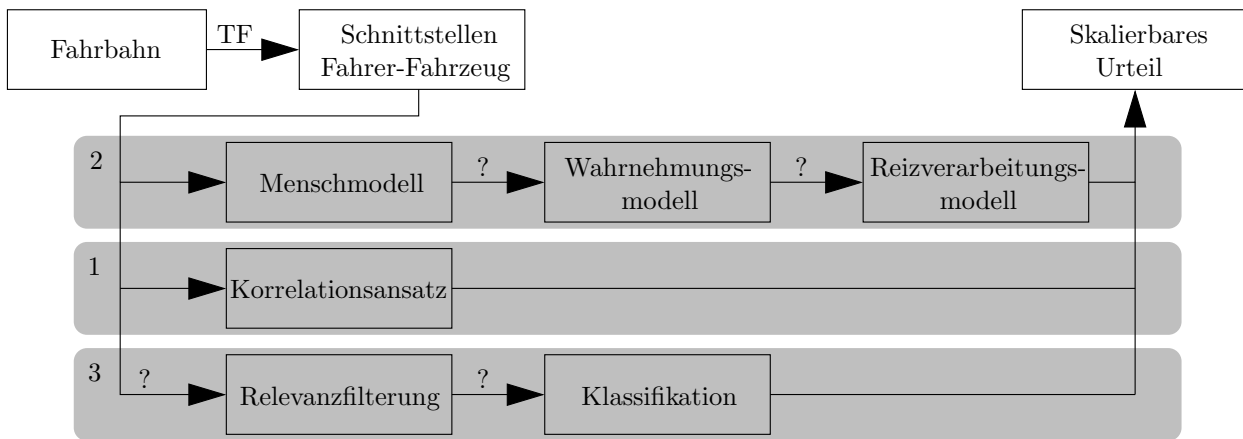 Fahrbahn
TF
Schnittstellen
Fahrer-Fahrzeug
Skalierbares
Urteil
2
Menschmodell
?
Wahrnehmungs-
modell
?
Reizverarbeitungs-
modell
1
Korrelationsansatz
3
?
Relevanzfilterung
?
Klassifikation